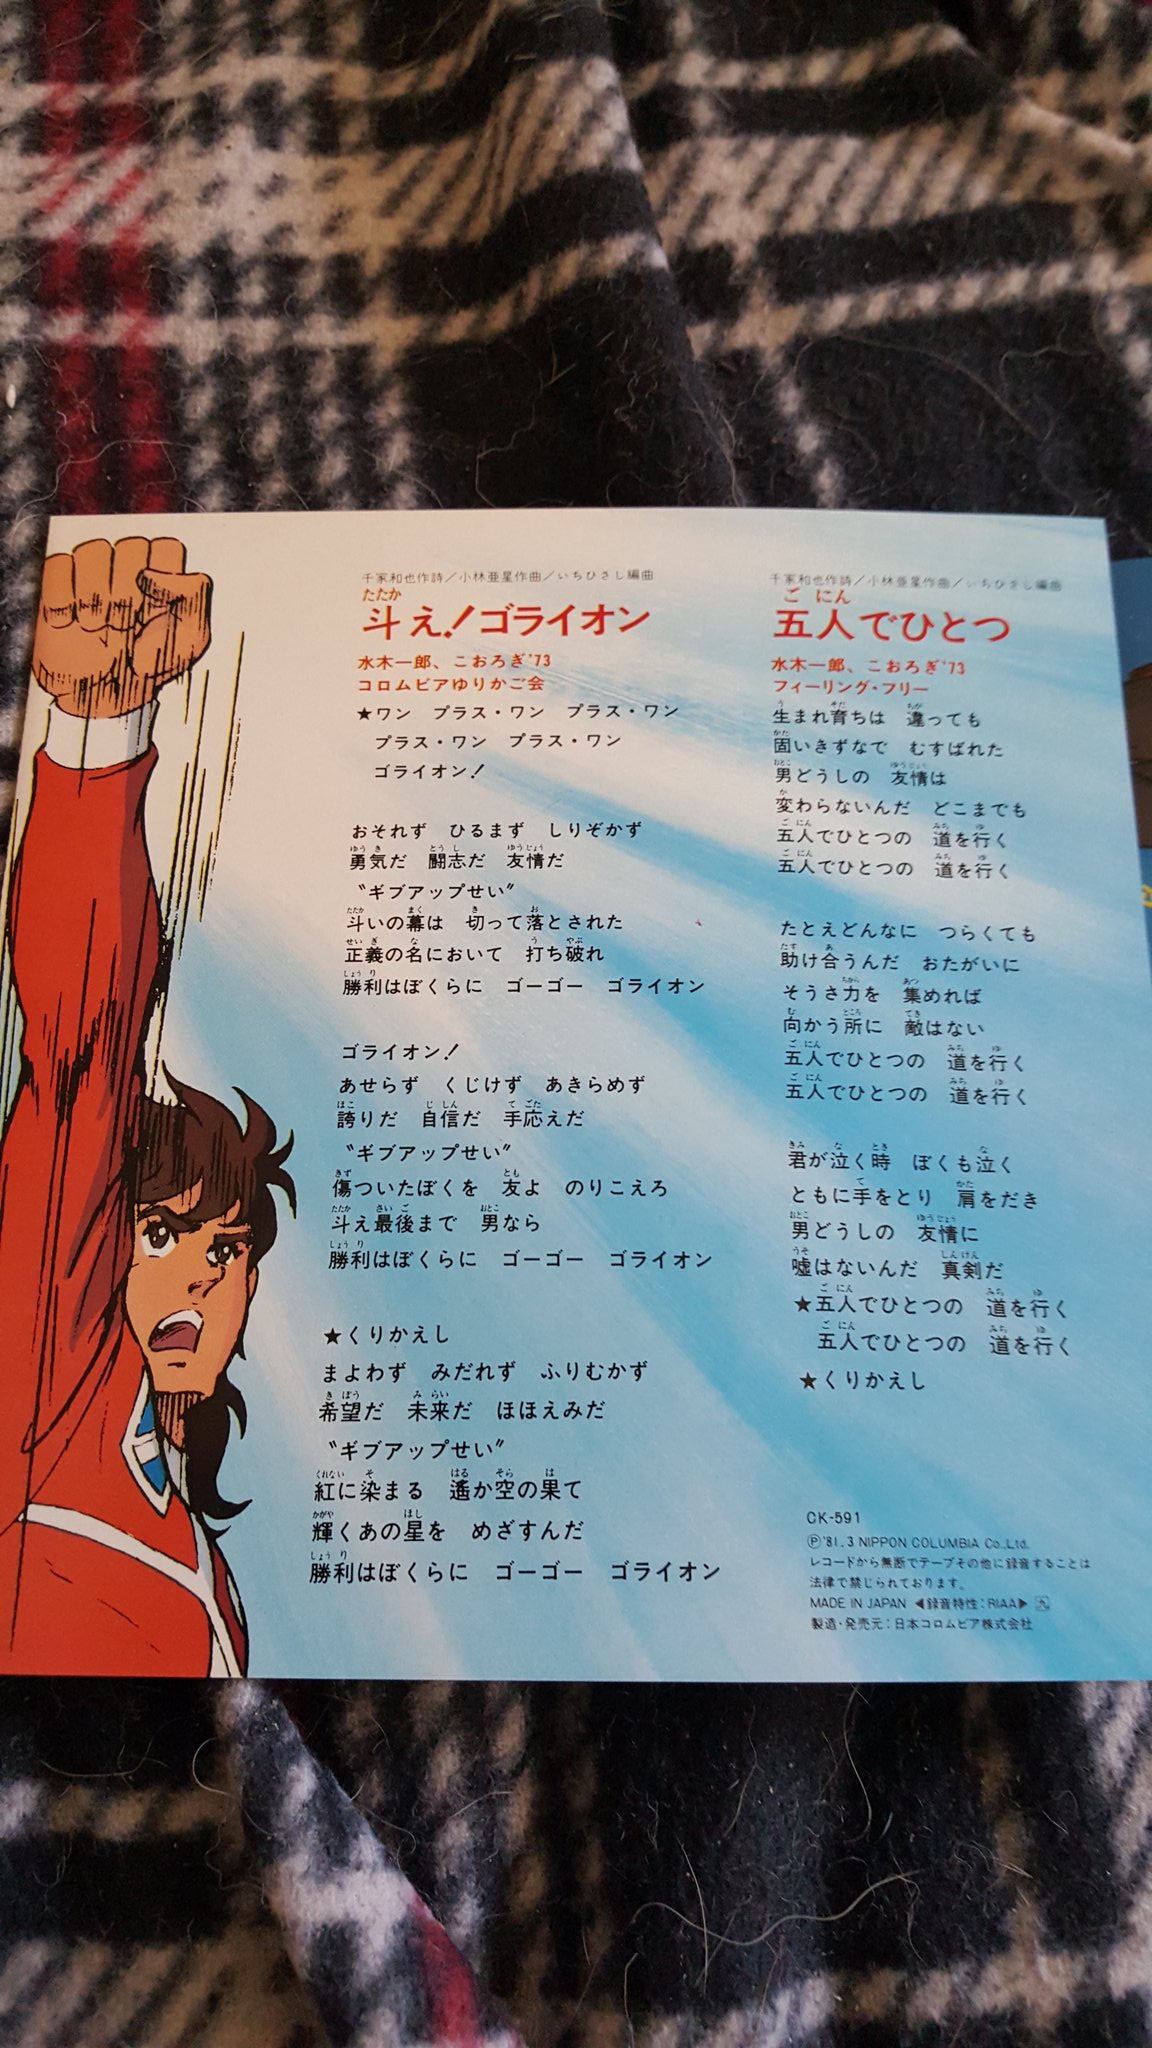 千家和也作詩／小林亜星作曲／いちひさし編曲
斗え!ゴライオン
水木一郎、こおろぎ'73
コロムビアゆりかご会
★ワン プラス・ワン プラス・ワン
プラス・ワン プラス・ワン
ゴライオン!
おそれず ひるまず しりぞかず
勇気だ 闘志だ 友情だ
〝ギブアップせい〟
斗いの幕は 切って落とされた
正義の名において 打ち破れ
勝利はぼくらに ゴーゴー ゴライオン
ゴライオン!
あせらず くじけず あきらめず
誇りだ 自信だ 手応えだ
〝ギブアップせい〟
傷ついたぼくを 友よ のりこえろ
斗え最後まで 男なら
勝利はぼくらに ゴーゴー ゴライオン
★くりかえし
まよわず みだれず ふりむかず
希望だ 未来だ ほほえみだ
〝ギブアップせい〟
紅に染まる 遙か空の果て
輝くあの星を めざすんだ
勝利はぼくらに ゴーゴー ゴライオン
千家和也作詩／小林亜星作曲／いちひさし編曲
五人でひとつ
水木一郎、こおろぎ'73
フィーリング・フリー
生まれ育ちは 違っても
固いきずなで むすばれた
男どうしの 友情は
変わらないんだ どこまでも
五人でひとつの 道を行く
五人でひとつの 道を行く
たとえどんなに つらくても
助け合うんだ おたがいに
そうさ力を 集めれば
向かう所に 敵はない
五人でひとつの 道を行く
五人でひとつの 道を行く
君が泣く時 ぼくも泣く
ともに手をとり 肩をだき
男どうしの 友情に
嘘はないんだ 真剣だ
★五人でひとつの 道を行く
五人でひとつの 道を行く
★くりかえし
CK-591
Ⓟ'81.3 NIPPON COLUMBIA Co.,Ltd.
レコードから無断でテープその他に録音することは
法律で禁じられております。
MADE IN JAPAN ◀録音特性:RIAA▶
製造・発売元:日本コロムビア株式会社